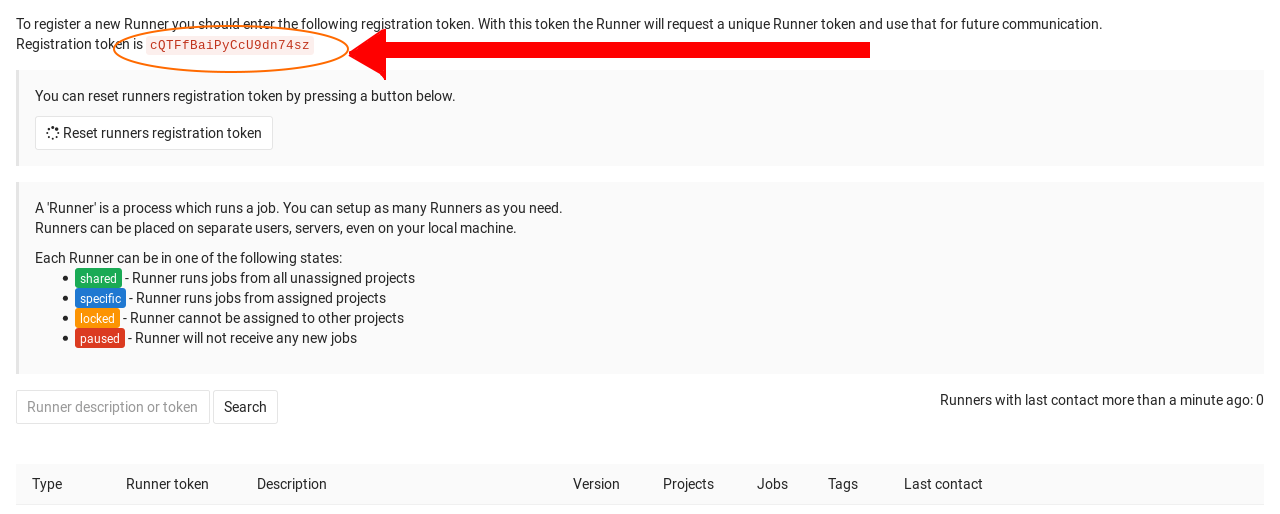 To register a new Runner you should enter the following registration token. With this token the Runner will request a unique Runner token and use that for future communication.
Registration token is cQTFfBaiPyCcU9dn74sz
You can reset runners registration token by pressing a button below.
Reset runners registration token
A 'Runner' is a process which runs a job. You can setup as many Runners as you need.
Runners can be placed on separate users, servers, even on your local machine.
Each Runner can be in one of the following states:
• shared - Runner runs jobs from all unassigned projects
• specific - Runner runs jobs from assigned projects
• locked - Runner cannot be assigned to other projects
• paused - Runner will not receive any new jobs
Runner description or token Search Runners with last contact more than a minute ago: 0
Type Runner token Description Version Projects Jobs Tags Last contact